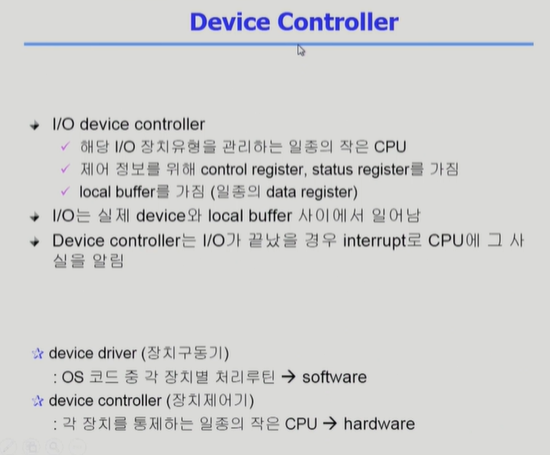 Device Controller
I/O device controller
해당 I/O 장치유형을 관리하는 일종의 작은 CPU
제어 정보를 위해 control register, status register를 가짐
local buffer를 가짐 (일종의 data register)
I/O는 실제 device와 local buffer 사이에서 일어남
Device controller는 I/O가 끝났을 경우 interrupt로 CPU에 그 사
실을 알림
device driver (장치구동기)
: OS 코드 중 각 장치별 처리루틴 → software
device controller (장치제어기)
: 각 장치를 통제하는 일종의 작은 CPU → hardware